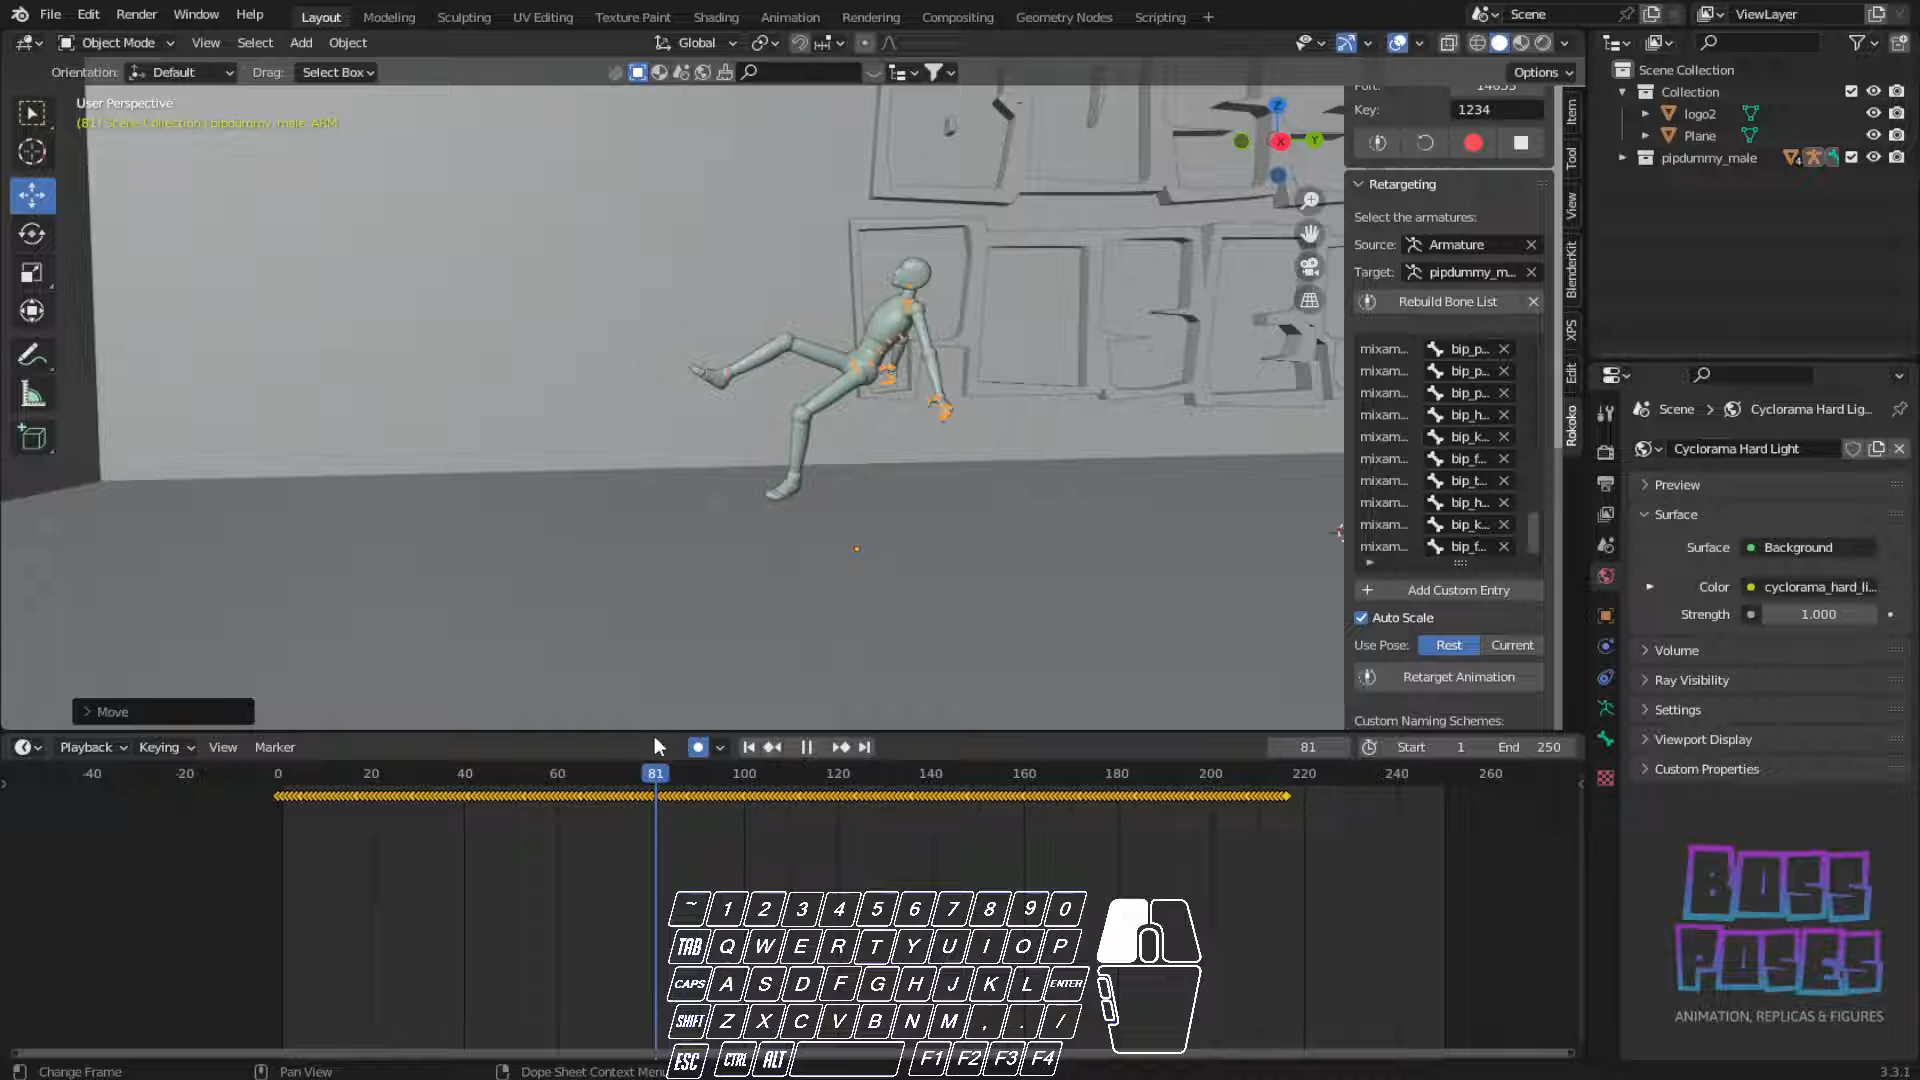 File Edit Render Window Help Layout Modeling Sculpting UV Editing Texture Paint Shading Animation Rendering Compositing Geometry Nodes Scripting + Scene ViewLayer
Object Mode View Select Add Object Global
Orientation: Default Drag: Select Box Options
User Perspective
(81) Scene Collection | pipdummy_male_ARM
Key: 1234
Retargeting
Select the armatures:
Source: Armature
Target: pipdummy_m...
Rebuild Bone List
mixam... bip_p...
mixam... bip_p...
mixam... bip_p...
mixam... bip_h...
mixam... bip_k...
mixam... bip_f...
mixam... bip_t...
mixam... bip_h...
mixam... bip_k...
mixam... bip_f...
Add Custom Entry
Auto Scale
Use Pose: Rest Current
Retarget Animation
Custom Naming Schemes:
Item
Tool
View
BlenderKit
XPS
Edit
Rokoko
X
Y
Z
Scene Collection
Collection
logo2
Plane
pipdummy_male
Scene > Cyclorama Hard Lig...
Cyclorama Hard Light
Preview
Surface
Surface Background
Color cyclorama_hard_li...
Strength 1.000
Volume
Ray Visibility
Settings
Viewport Display
Custom Properties
Move
Playback Keying View Marker 81 Start 1 End 250
-40 -20 0 20 40 60 81 100 120 140 160 180 200 220 240 260
~ 1 2 3 4 5 6 7 8 9 0
TAB Q W E R T Y U I O P
CAPS A S D F G H J K L ENTER
SHIFT Z X C V B N M , . /
ESC CTRL ALT F1 F2 F3 F4
BOSS
POSES
ANIMATION, REPLICAS & FIGURES
Change Frame Pan View Dope Sheet Context Menu 3.3.1